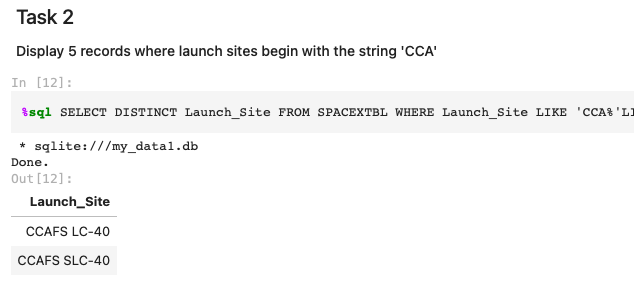 Task 2
Display 5 records where launch sites begin with the string 'CCA'
In [12]:
%sql SELECT DISTINCT Launch_Site FROM SPACEXTBL WHERE Launch_Site LIKE 'CCA%'LI
* sqlite:///my_data1.db
Done.
Out[12]:
Launch_Site
CCAFS LC-40
CCAFS SLC-40